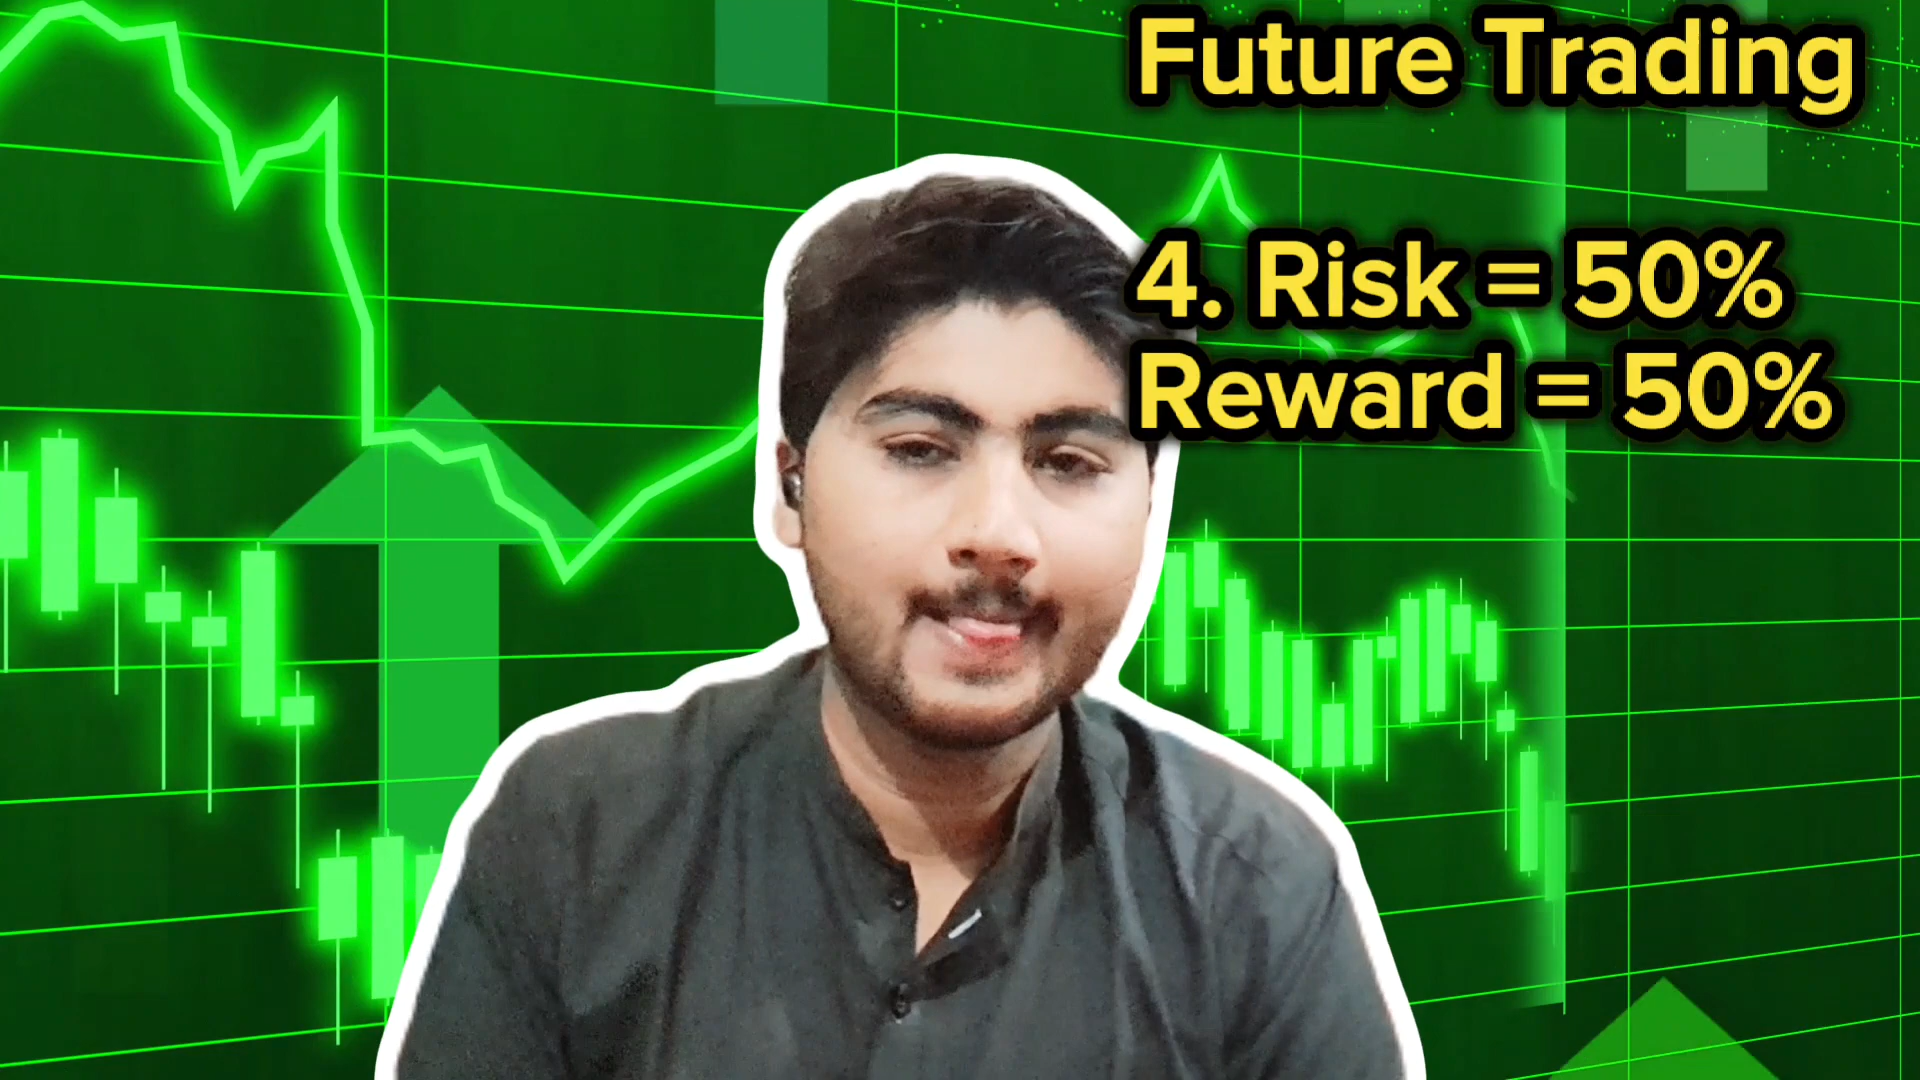 Future Trading
4. Risk = 50%
Reward = 50%